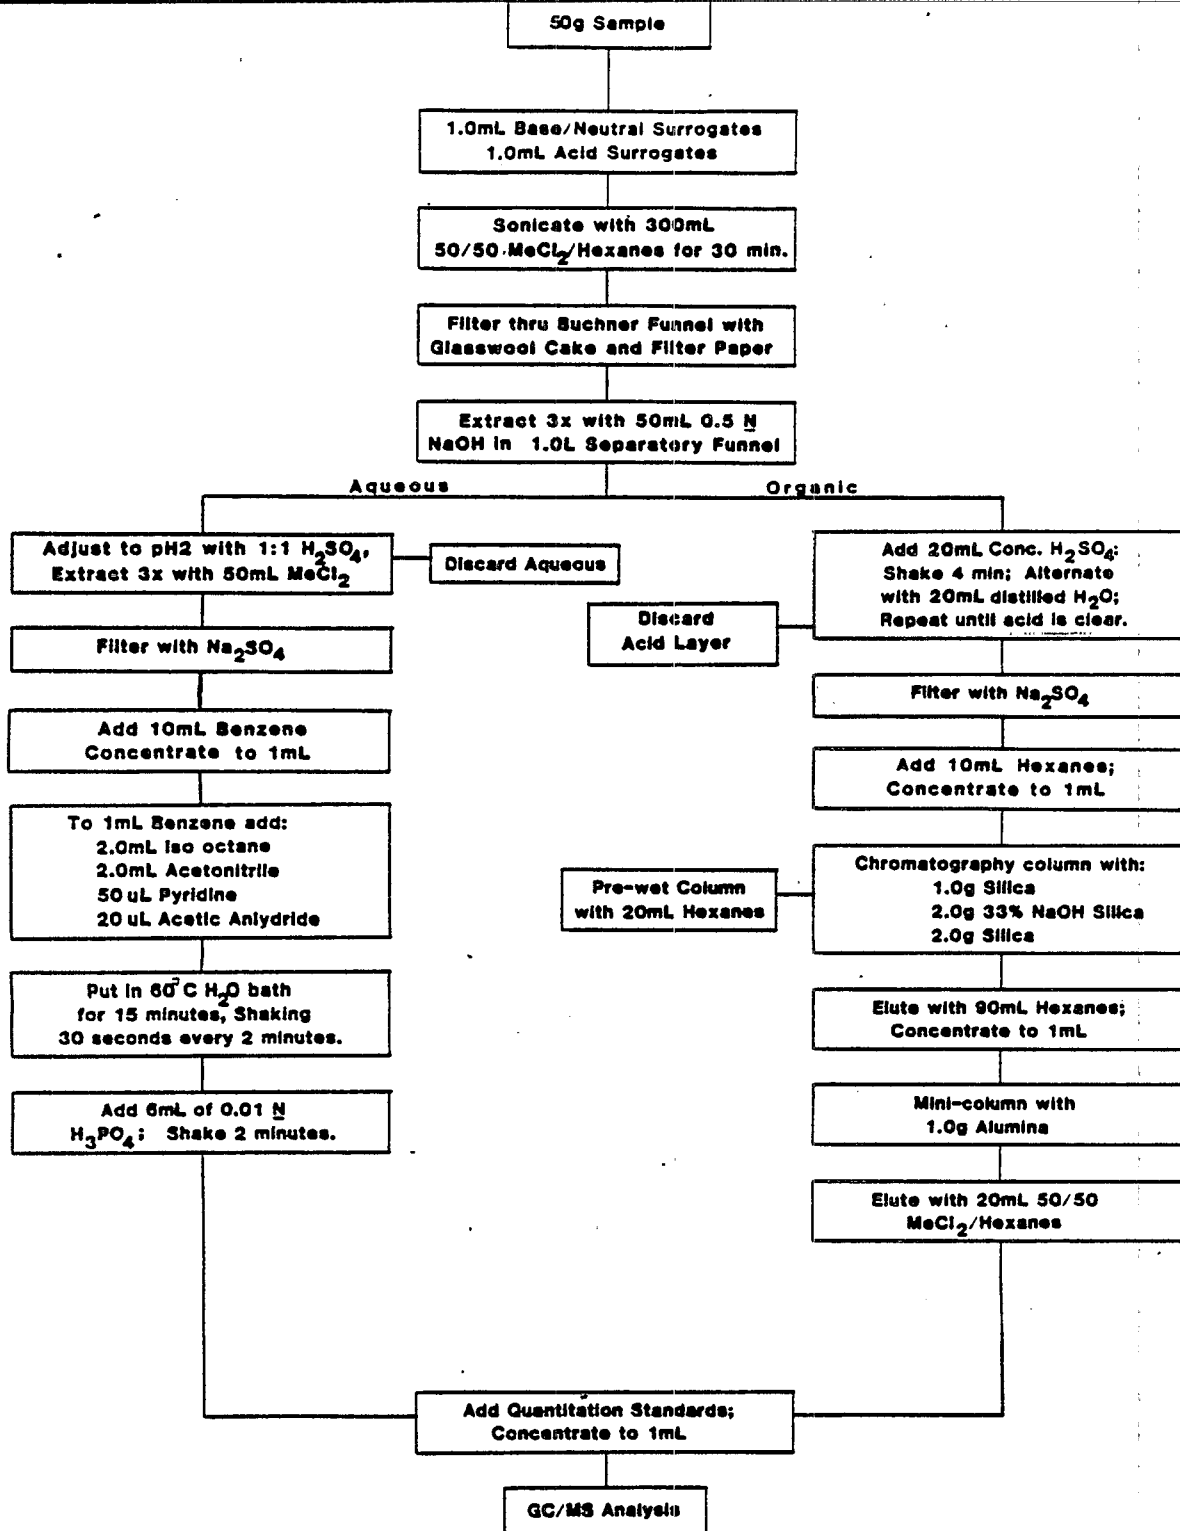 50g Sample
1.0mL Base/Neutral Surrogates
1.0mL Acid Surrogates
Sonicate with 300mL
50/50 MeCl₂/Hexanes for 30 min.
Filter thru Buchner Funnel with
Glasswool Cake and Filter Paper
Extract 3x with 50mL 0.5 N
NaOH in 1.0L Separatory Funnel
Aqueous
Organic
Adjust to pH2 with 1:1 H₂SO₄,
Extract 3x with 50mL MeCl₂
Discard Aqueous
Filter with Na₂SO₄
Add 10mL Benzene
Concentrate to 1mL
To 1mL Benzene add:
2.0mL Iso octane
2.0mL Acetonitrile
50 uL Pyridine
20 uL Acetic Anlydride
Put in 60°C H₂O bath
for 15 minutes, Shaking
30 seconds every 2 minutes.
Add 6mL of 0.01 N
H₃PO₄; Shake 2 minutes.
Add 20mL Conc. H₂SO₄:
Shake 4 min; Alternate
with 20mL distilled H₂O;
Repeat until acid is clear.
Discard
Acid Layer
Filter with Na₂SO₄
Add 10mL Hexanes;
Concentrate to 1mL
Chromatography column with:
1.0g Silica
2.0g 33% NaOH Silica
2.0g Silica
Pre-wet Column
with 20mL Hexanes
Elute with 90mL Hexanes;
Concentrate to 1mL
Mini-column with
1.0g Alumina
Elute with 20mL 50/50
MeCl₂/Hexanes
Add Quantitation Standards;
Concentrate to 1mL
GC/MS Analysis